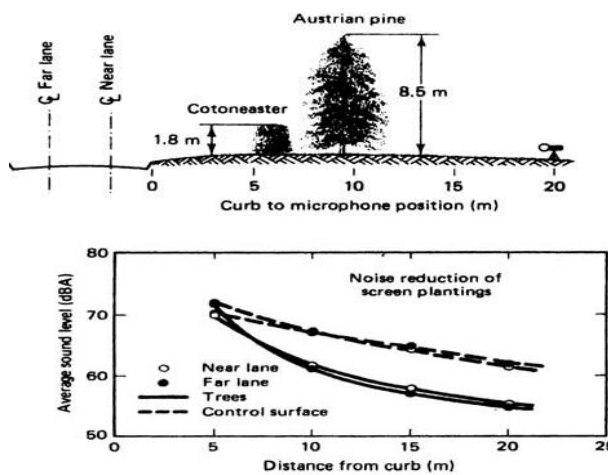 Austrian pine
℄ Far lane
℄ Near lane
Cotoneaster
8.5 m
1.8 m
0 5 10 15 20
Curb to microphone position (m)
80
70
60
50
Average sound level (dBA)
Noise reduction of
screen plantings
Near lane
Far lane
Trees
Control surface
0 5 10 15 20 25
Distance from curb (m)